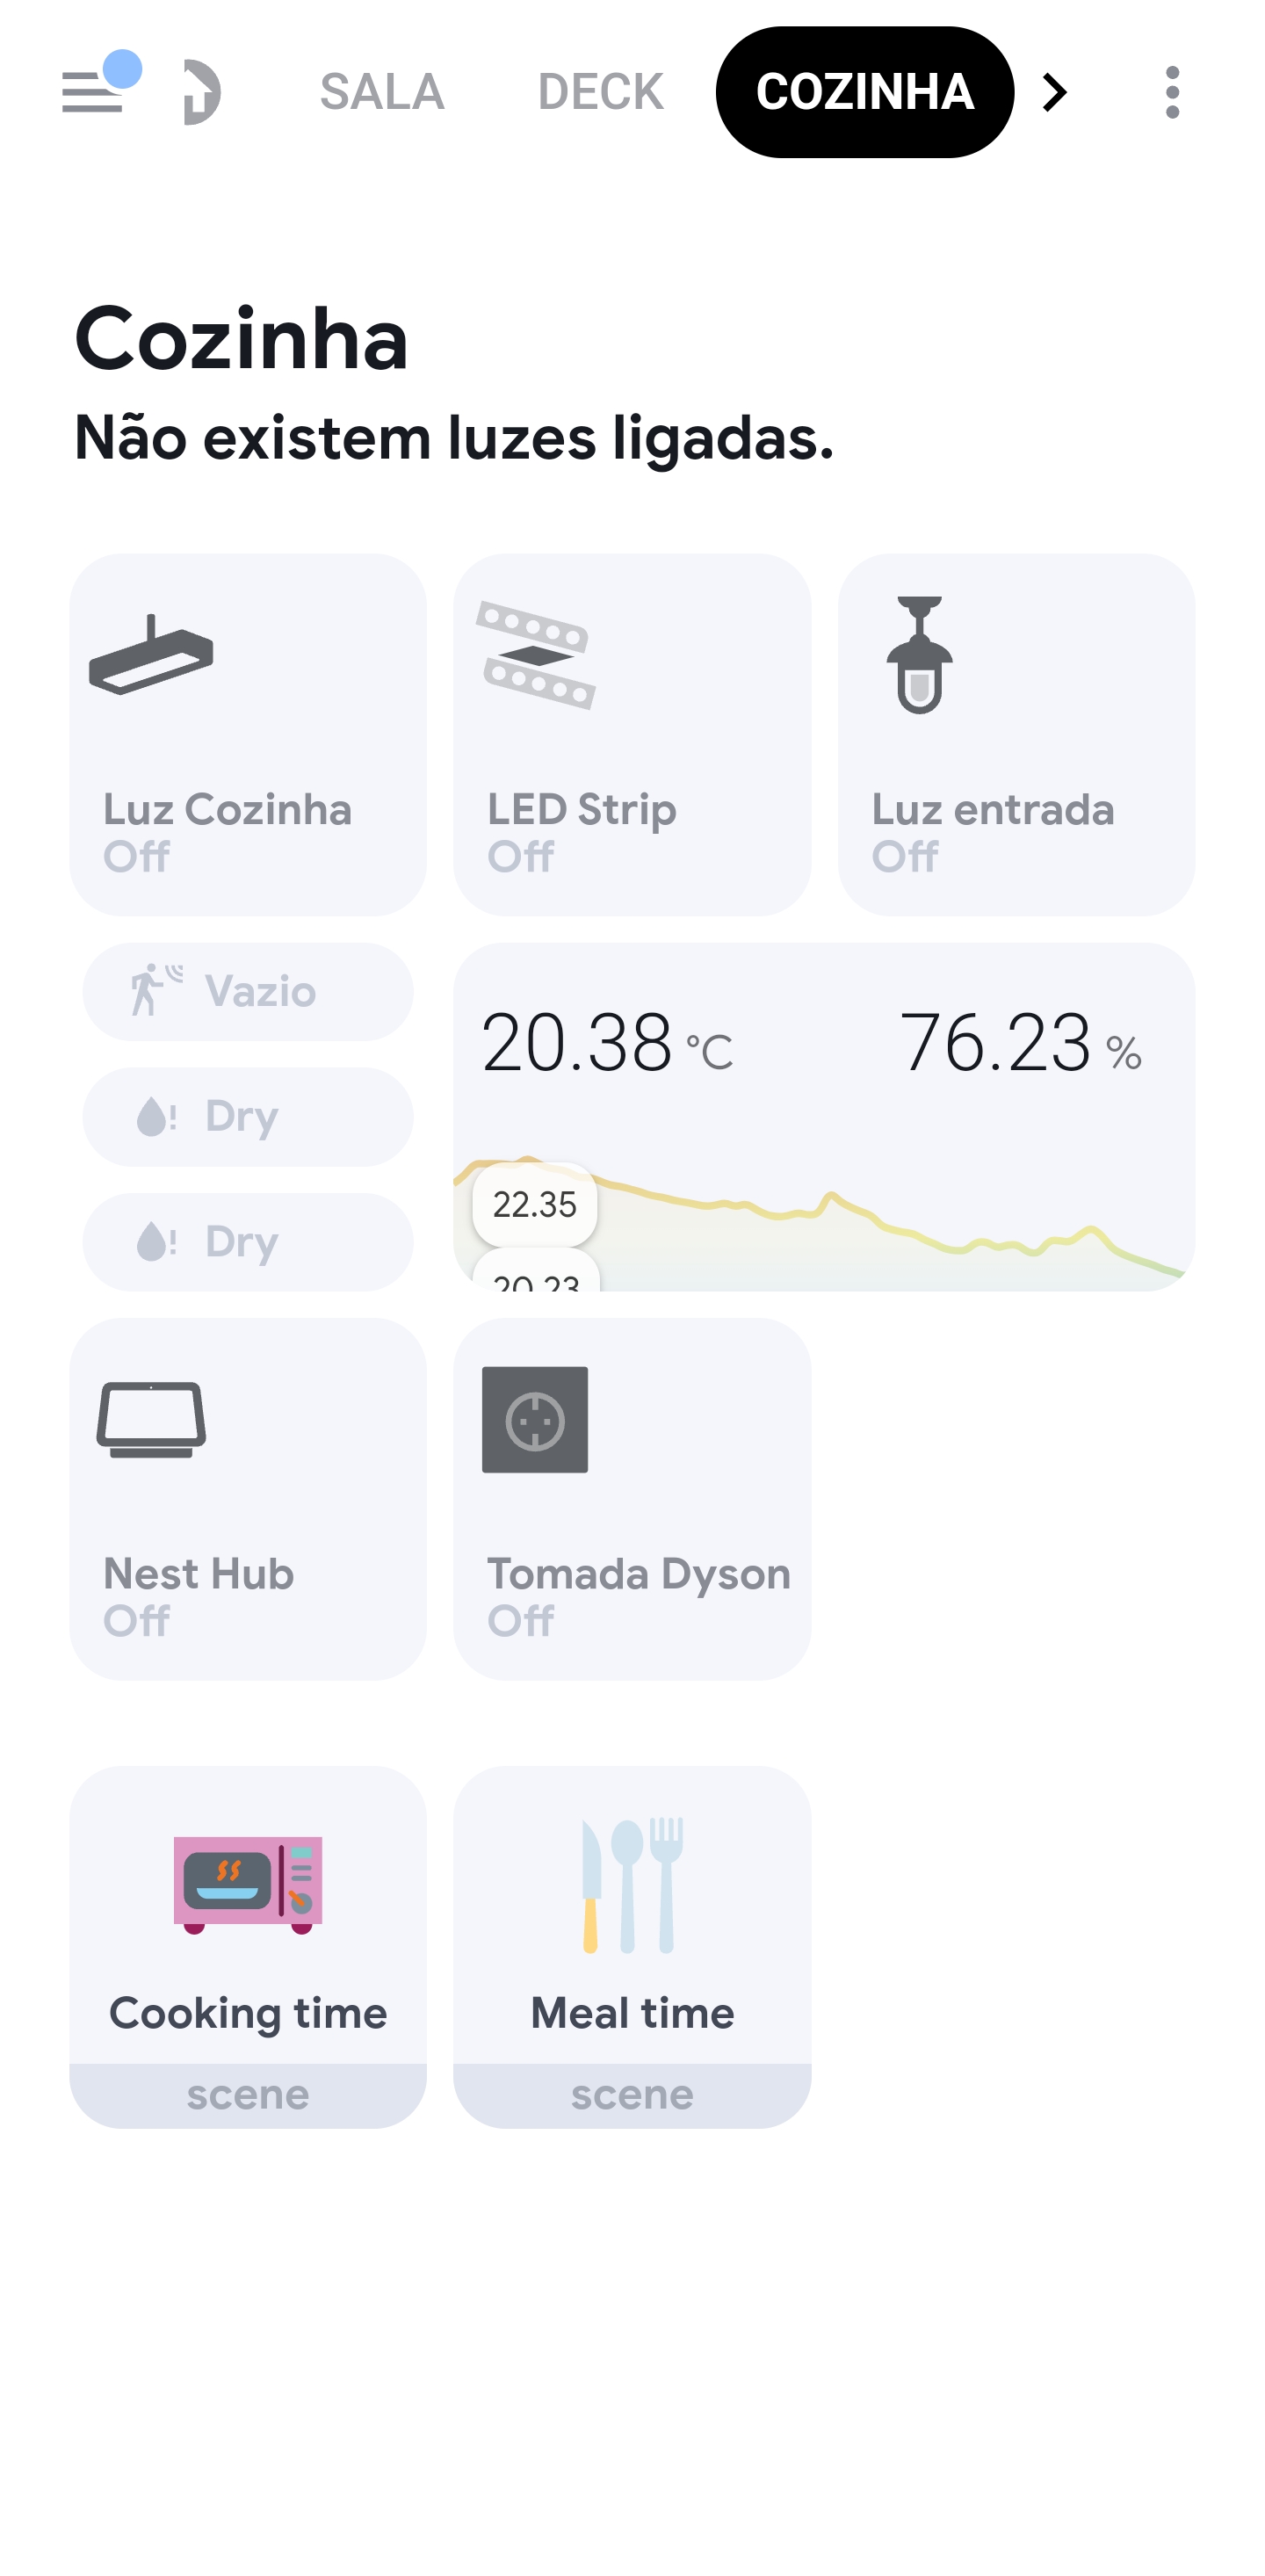 SALA DECK COZINHA
Cozinha
Não existem luzes ligadas.
Luz Cozinha
Off
LED Strip
Off
Luz entrada
Off
Vazio
Dry
Dry
20.38 °C
76.23 %
22.35
20.23
Nest Hub
Off
Tomada Dyson
Off
Cooking time
scene
Meal time
scene